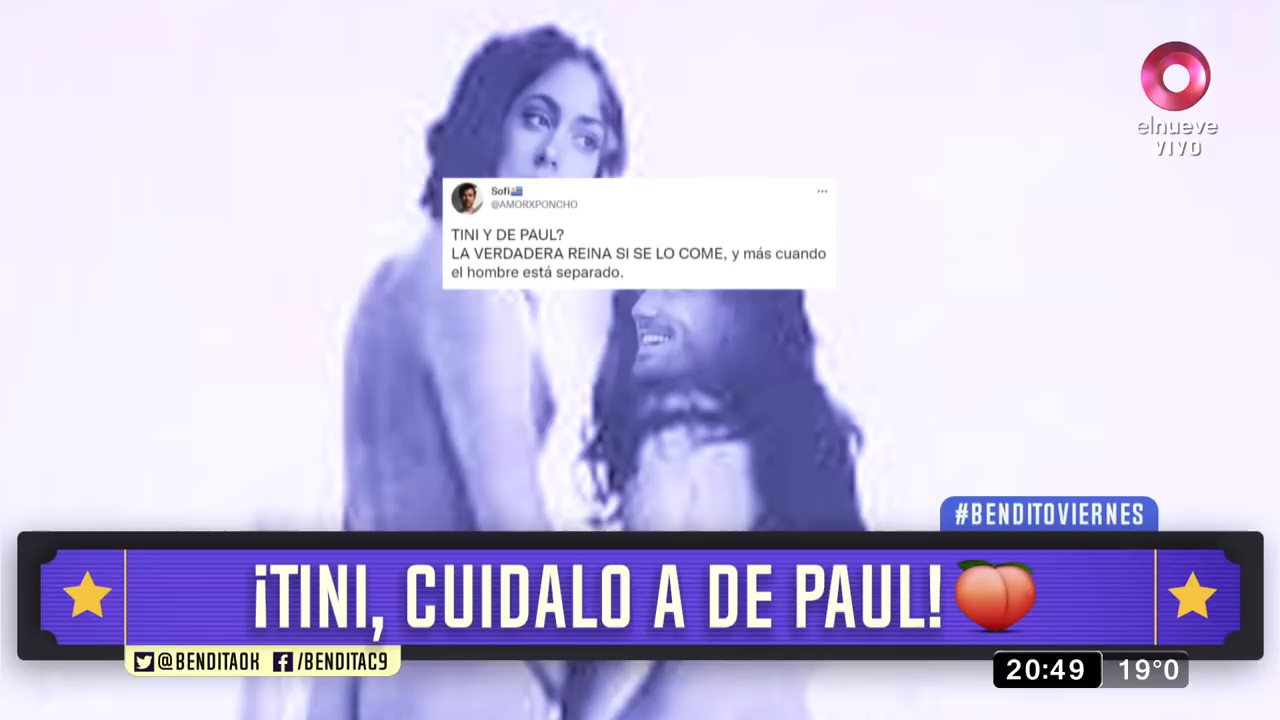 elnueve
VIVO
Sofi
@AMORXPONCHO
TINI Y DE PAUL?
LA VERDADERA REINA SI SE LO COME, y más cuando
el hombre está separado.
#BENDITOVIERNES
¡TINI, CUIDALO A DE PAUL!
@BENDITAOK /BENDITAC9
20:49 19°0